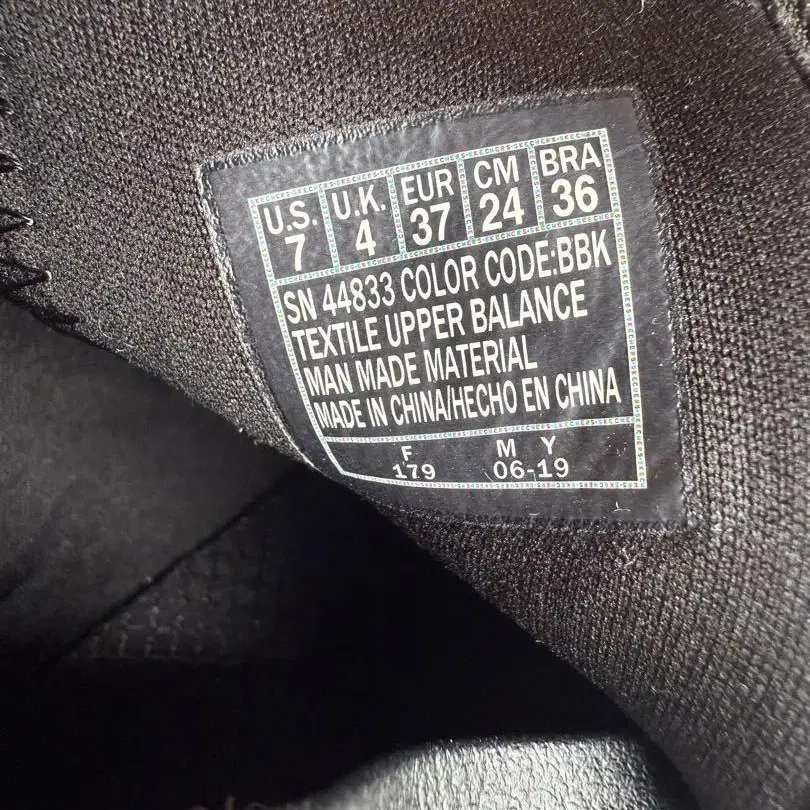 U.S. U.K. EUR CM BRA
7 4 37 24 36
SN 44833 COLOR CODE:BBK
TEXTILE UPPER BALANCE
MAN MADE MATERIAL
MADE IN CHINA/HECHO EN CHINA
F M Y
179 06-19